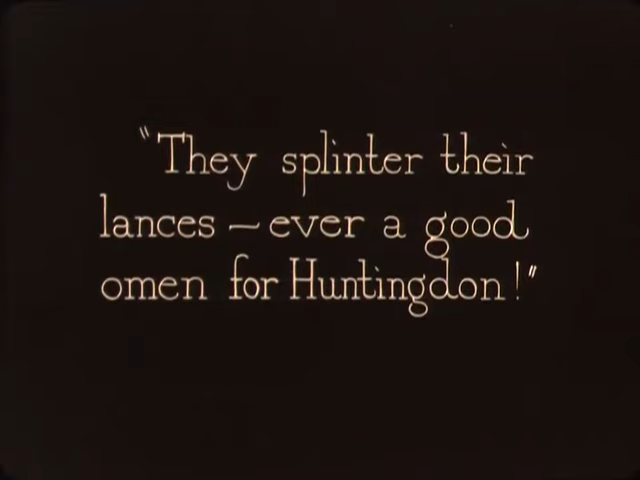 "They splinter their
lances — ever a good
omen for Huntingdon!"